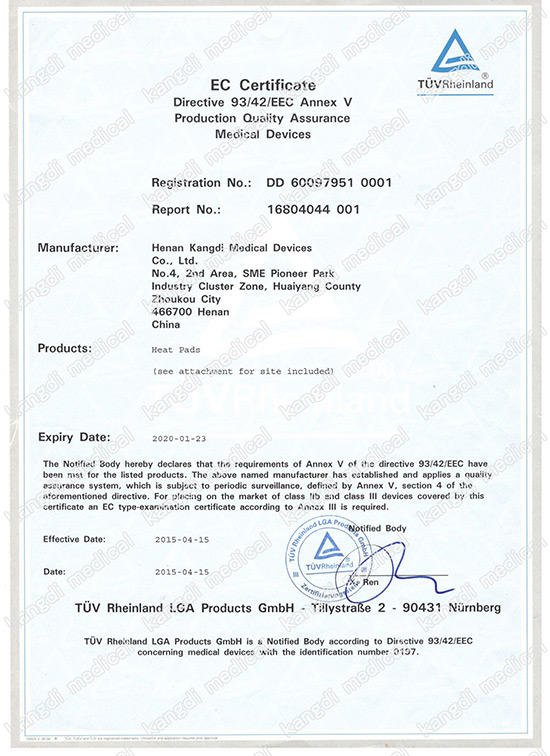 TÜVRheinland®
EC Certificate
Directive 93/42/EEC Annex V
Production Quality Assurance
Medical Devices
Registration No.: DD 60097951 0001
Report No.: 16804044 001
Manufacturer: Henan Kangdi Medical Devices
Co., Ltd.
No.4, 2nd Area, SME Pioneer Park
Industry Cluster Zone, Huaiyang County
Zhoukou City
466700 Henan
China
Products: Heat Pads
(see attachment for site included)
TÜVRheinland
Expiry Date: 2020-01-23
The Notified Body hereby declares that the requirements of Annex V of the directive 93/42/EEC have
been met for the listed products. The above named manufacturer has established and applies a quality
assurance system, which is subject to periodic surveillance, defined by Annex V, section 4 of the
aforementioned directive. For placing on the market of class IIb and class III devices covered by this
certificate an EC type-examination certificate according to Annex III is required.
Notified Body
Effective Date: 2015-04-15
TÜV Rheinland LGA Products GmbH
TÜVRheinland
Zertifizierungsstelle
Date: 2015-04-15
Ren
TÜV Rheinland LGA Products GmbH - Tillystraße 2 - 90431 Nürnberg
TÜV Rheinland LGA Products GmbH is a Notified Body according to Directive 93/42/EEC
concerning medical devices with the identification number 0197.
kangdi medical